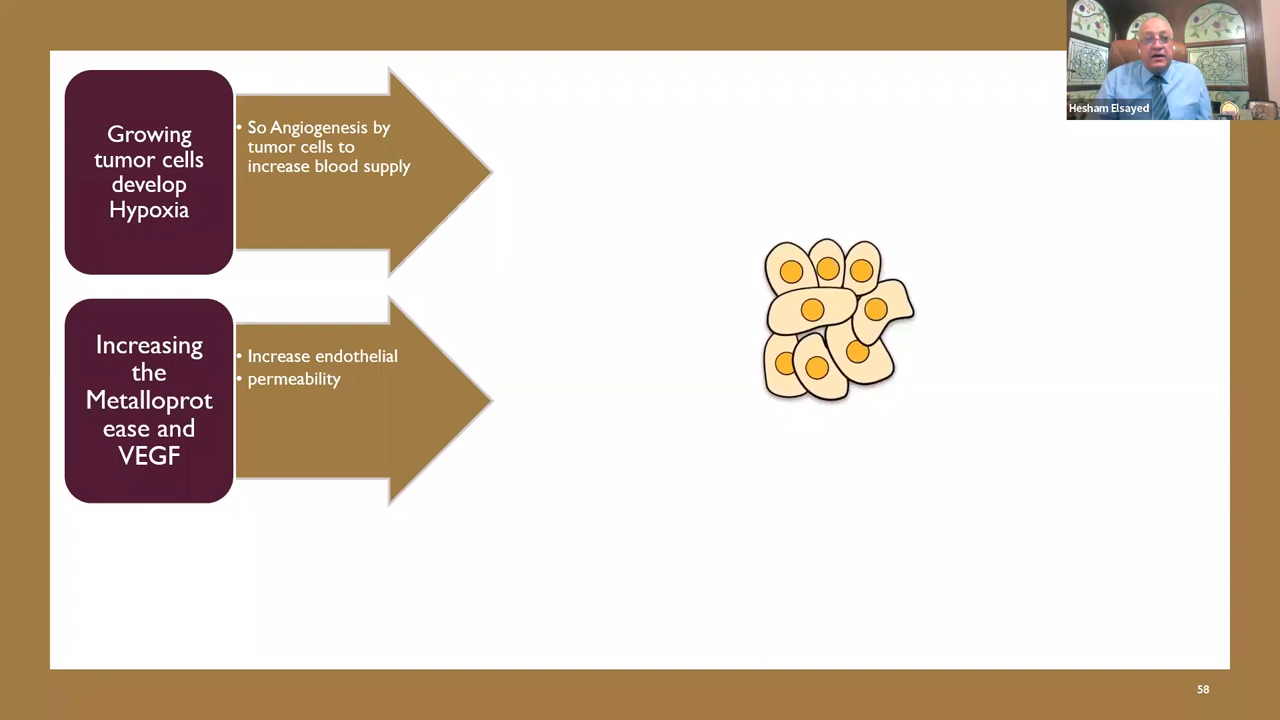 Growing
tumor cells
develop
Hypoxia
• So Angiogenesis by
tumor cells to
increase blood supply
Increasing
the
Metalloprot
ease and
VEGF
• Increase endothelial
• permeability
Hesham Elsayed
58